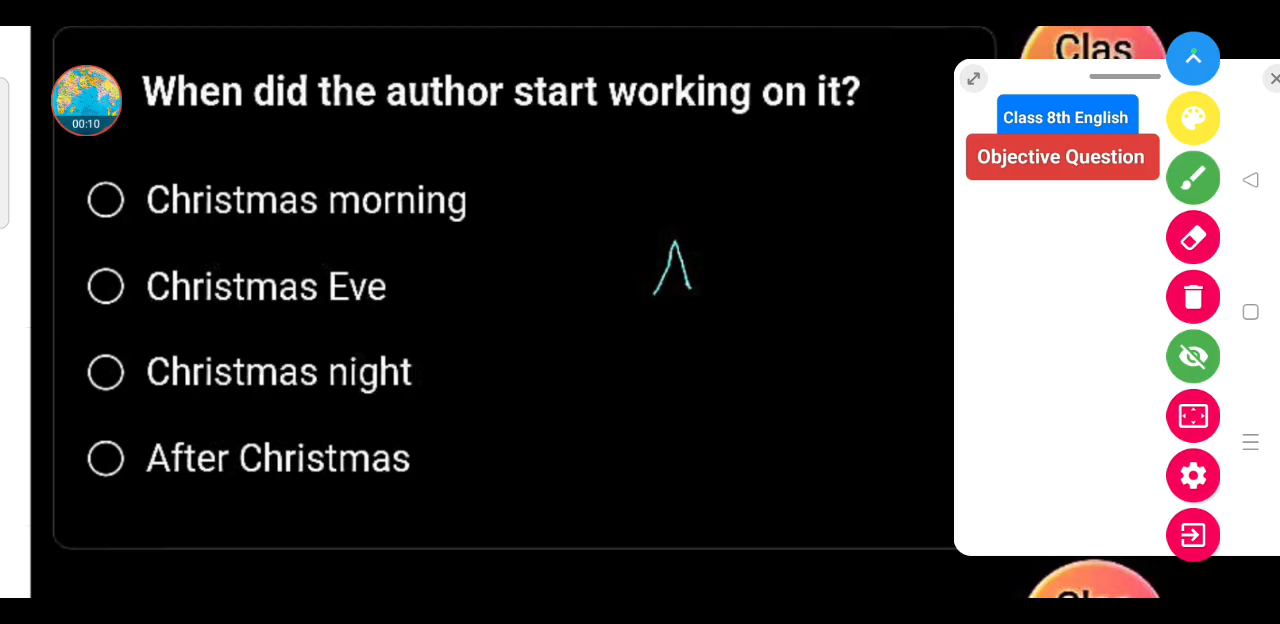 Clas
When did the author start working on it?
00:10
Class 8th English
Objective Question
Christmas morning
Christmas Eve
Christmas night
After Christmas